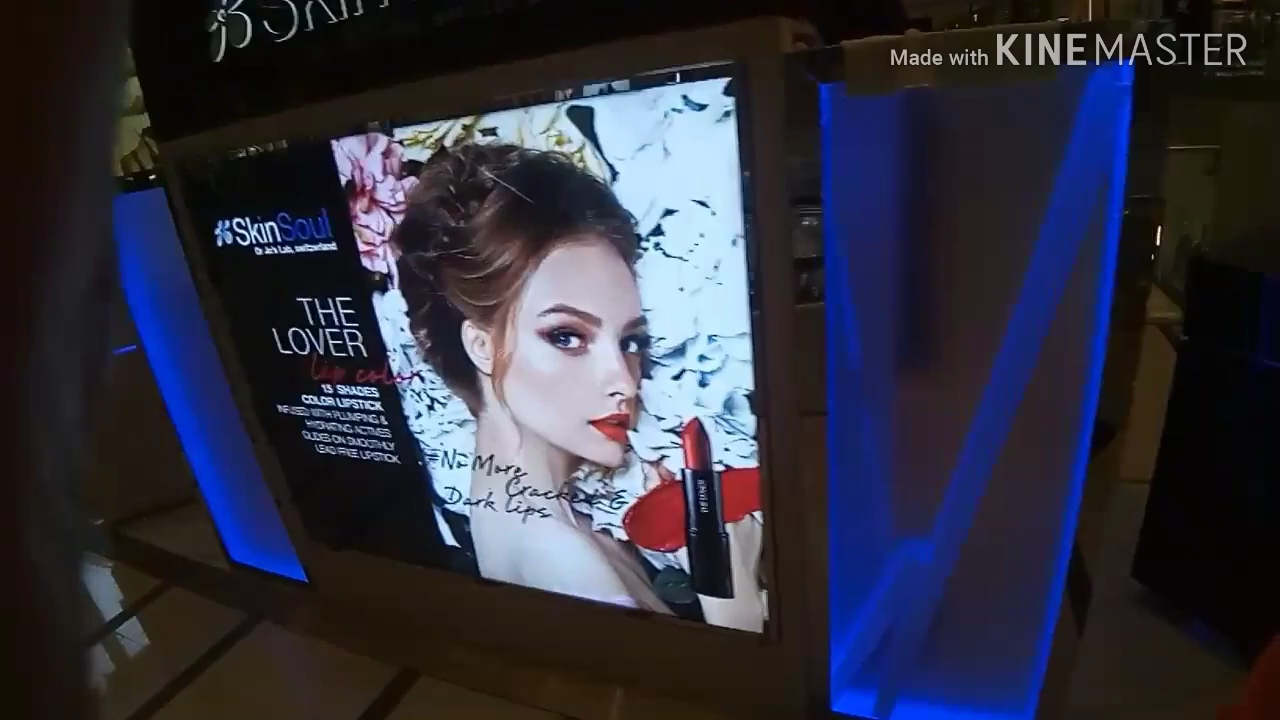 Made with KINEMASTER
SkinSoul
Dr Jc's Lab, switzerland
THE
LOVER
lip color
15 SHADES
COLOR LIPSTICK
INFUSED WITH PLUMPING &
HYDRATING ACTIVES
GLIDES ON SMOOTHLY
LEAD FREE LIPSTICK
#No More
Cracked &
Dark lips